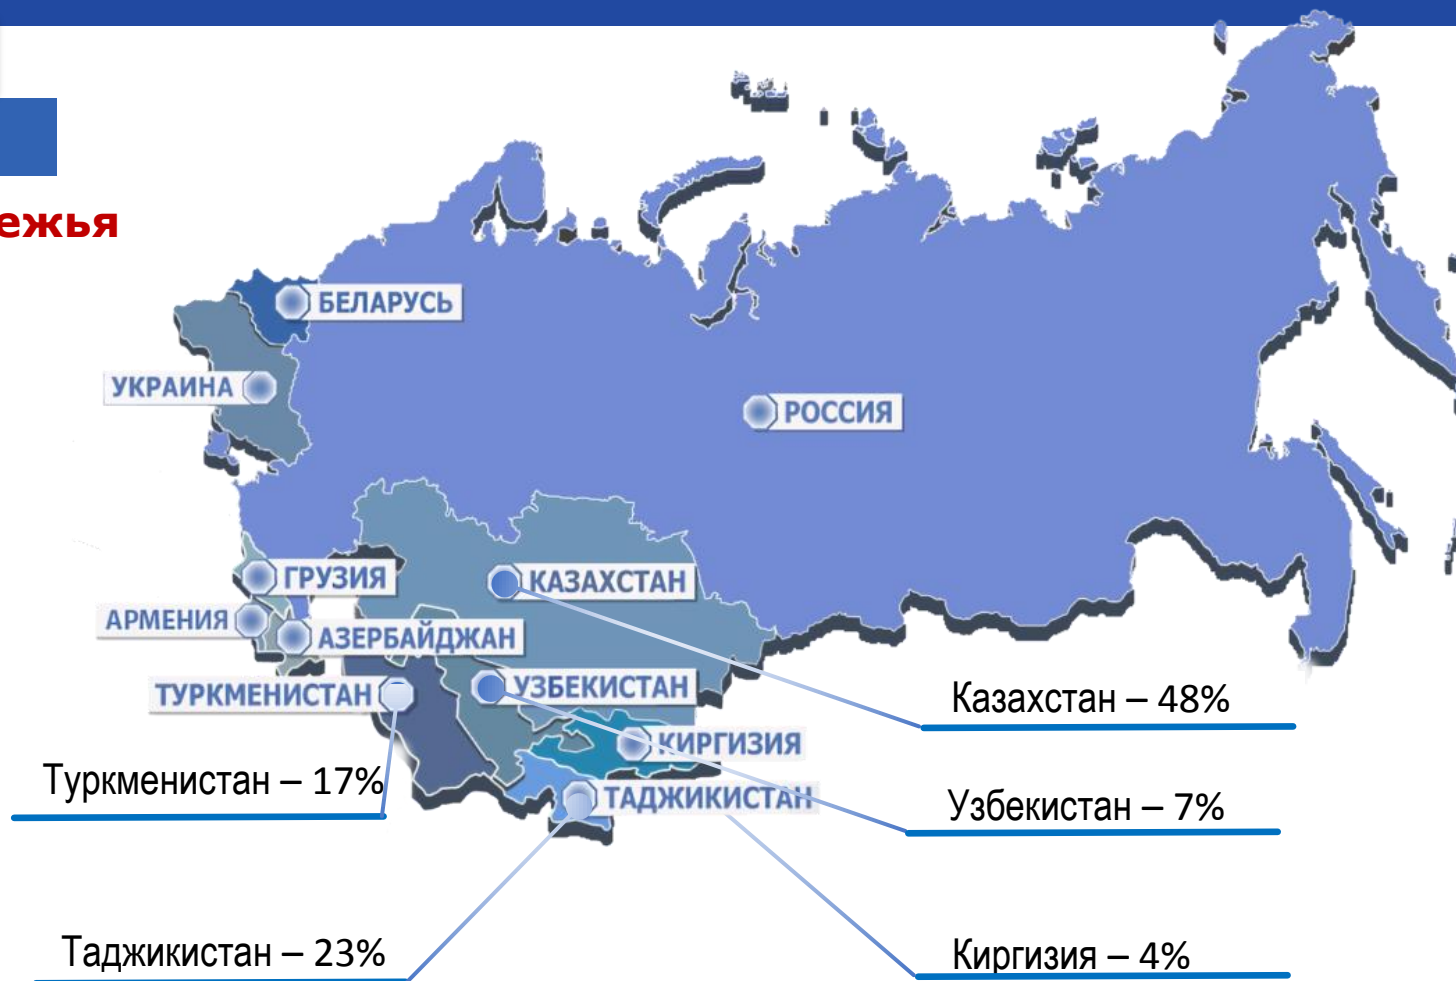 ежья
БЕЛАРУСЬ
УКРАИНА
РОССИЯ
ГРУЗИЯ
КАЗАХСТАН
АРМЕНИЯ
АЗЕРБАЙДЖАН
ТУРКМЕНИСТАН
УЗБЕКИСТАН
Казахстан – 48%
КИРГИЗИЯ
Туркменистан – 17%
ТАДЖИКИСТАН
Узбекистан – 7%
Таджикистан – 23%
Киргизия – 4%